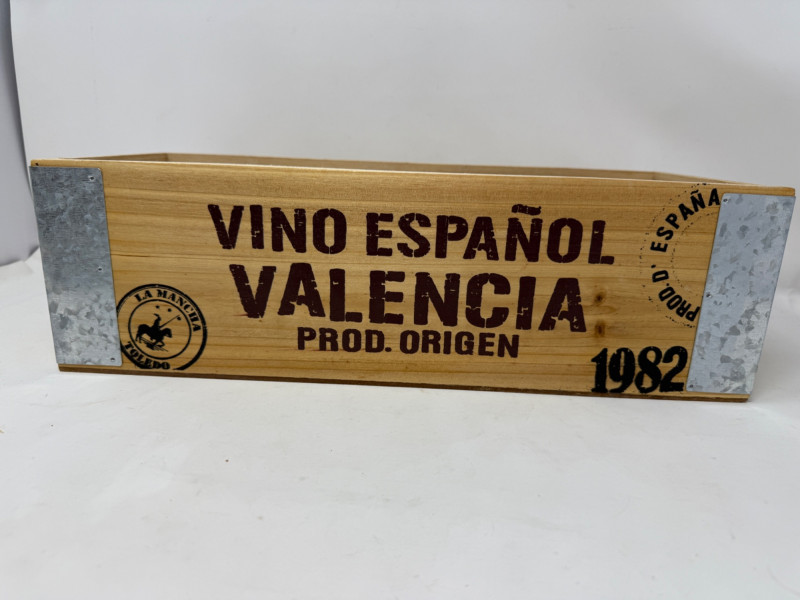 VINO ESPAÑOL
VALENCIA
PROD. ORIGEN
1982
LA MANCHA
TOLEDO
PROD.D' ESPAÑA